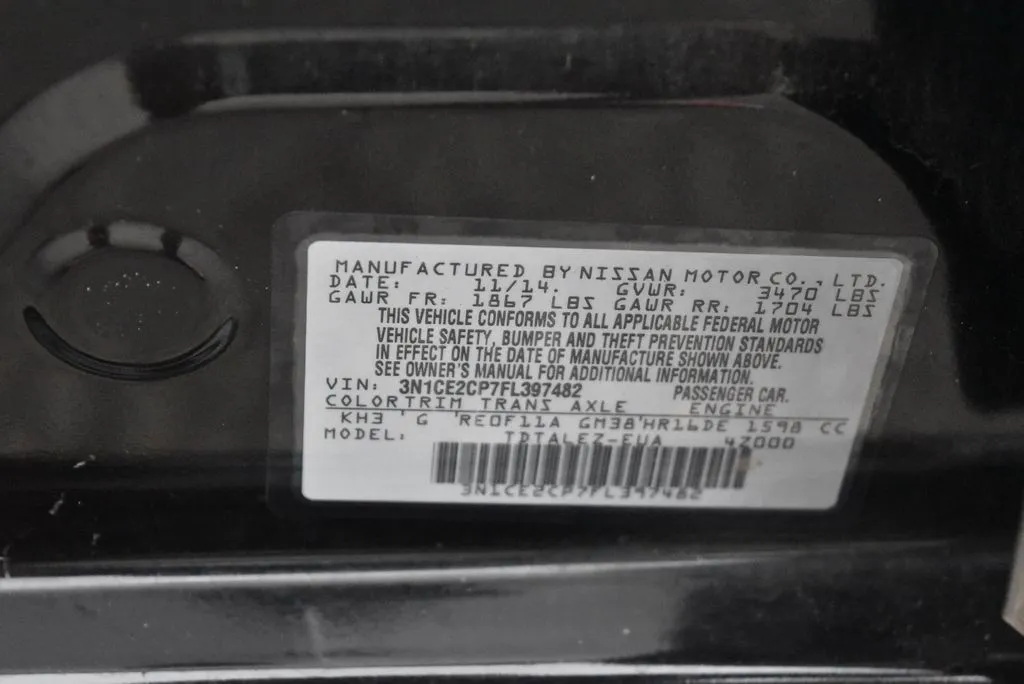 MANUFACTURED BY NISSAN MOTOR CO., LTD.
DATE: 11/14. GVWR: 3470 LBS
GAWR FR: 1867 LBS GAWR RR: 1704 LBS
THIS VEHICLE CONFORMS TO ALL APPLICABLE FEDERAL MOTOR
VEHICLE SAFETY, BUMPER AND THEFT PREVENTION STANDARDS
IN EFFECT ON THE DATE OF MANUFACTURE SHOWN ABOVE.
SEE OWNER'S MANUAL FOR ADDITIONAL INFORMATION.
VIN: 3N1CE2CP7FL397482 PASSENGER CAR.
COLOR TRIM TRANS AXLE ENGINE
KH3 G RE0F11A GM38 HR16DE 1598 CC
MODEL: TDTALEZ-EUA 4Z000
3N1CE2CP7FL397482